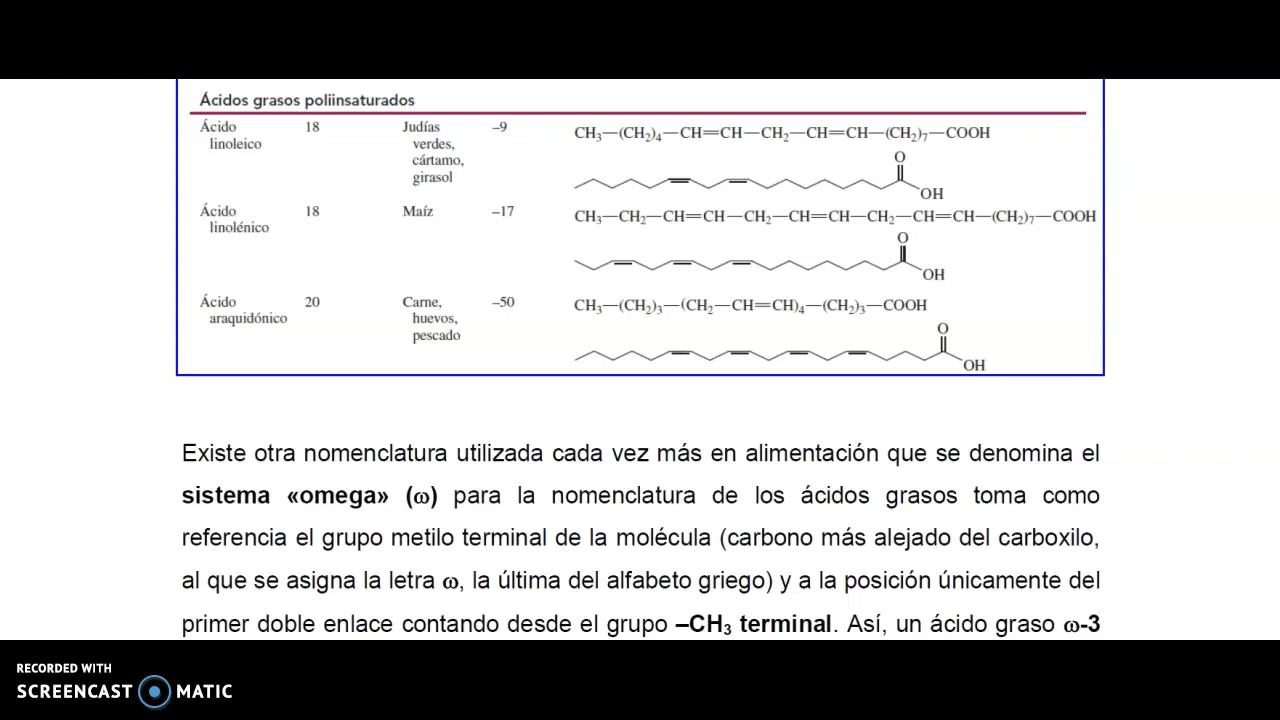 Ácidos grasos poliinsaturados
Ácido linoleico 18 Judías verdes, cártamo, girasol –9 CH₃—(CH₂)₄—CH=CH—CH₂—CH=CH—(CH₂)₇—COOH
O
OH
Ácido linolénico 18 Maíz –17 CH₃—CH₂—CH=CH—CH₂—CH=CH—CH₂—CH=CH—(CH₂)₇—COOH
O
OH
Ácido araquidónico 20 Carne, huevos, pescado –50 CH₃—(CH₂)₃—(CH₂—CH=CH)₄—(CH₂)₃—COOH
O
OH
Existe otra nomenclatura utilizada cada vez más en alimentación que se denomina el
sistema «omega» (ω) para la nomenclatura de los ácidos grasos toma como
referencia el grupo metilo terminal de la molécula (carbono más alejado del carboxilo,
al que se asigna la letra ω, la última del alfabeto griego) y a la posición únicamente del
primer doble enlace contando desde el grupo –CH₃ terminal. Así, un ácido graso ω-3
RECORDED WITH
SCREENCAST MATIC